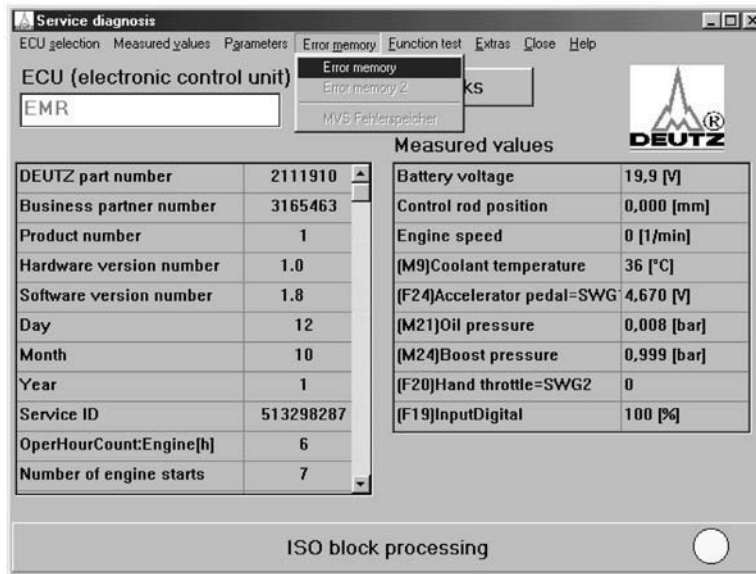 Service diagnosis
ECU selection Measured values Parameters Error memory Function test Extras Close Help
Error memory
Error memory 2
MVS Fehlerspeicher
ECU (electronic control unit)
EMR
ks
DEUTZ ®
Measured values
DEUTZ part number 2111910
Business partner number 3165463
Product number 1
Hardware version number 1.0
Software version number 1.8
Day 12
Month 10
Year 1
Service ID 513298287
OperHourCount:Engine[h] 6
Number of engine starts 7
Battery voltage 19,9 [V]
Control rod position 0,000 [mm]
Engine speed 0 [1/min]
(M9)Coolant temperature 36 [°C]
(F24)Accelerator pedal=SWG 4,670 [V]
(M21)Oil pressure 0,008 [bar]
(M24)Boost pressure 0,999 [bar]
(F20)Hand throttle=SWG2 0
(F19)InputDigital 100 [%]
ISO block processing